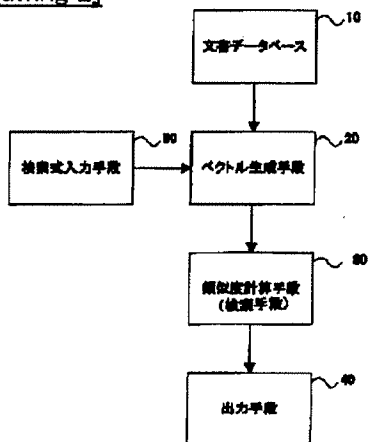 10
文書データベース
検索式入力手段
20
ベクトル生成手段
類似度計算手段
(検索手段)
40
出力手段